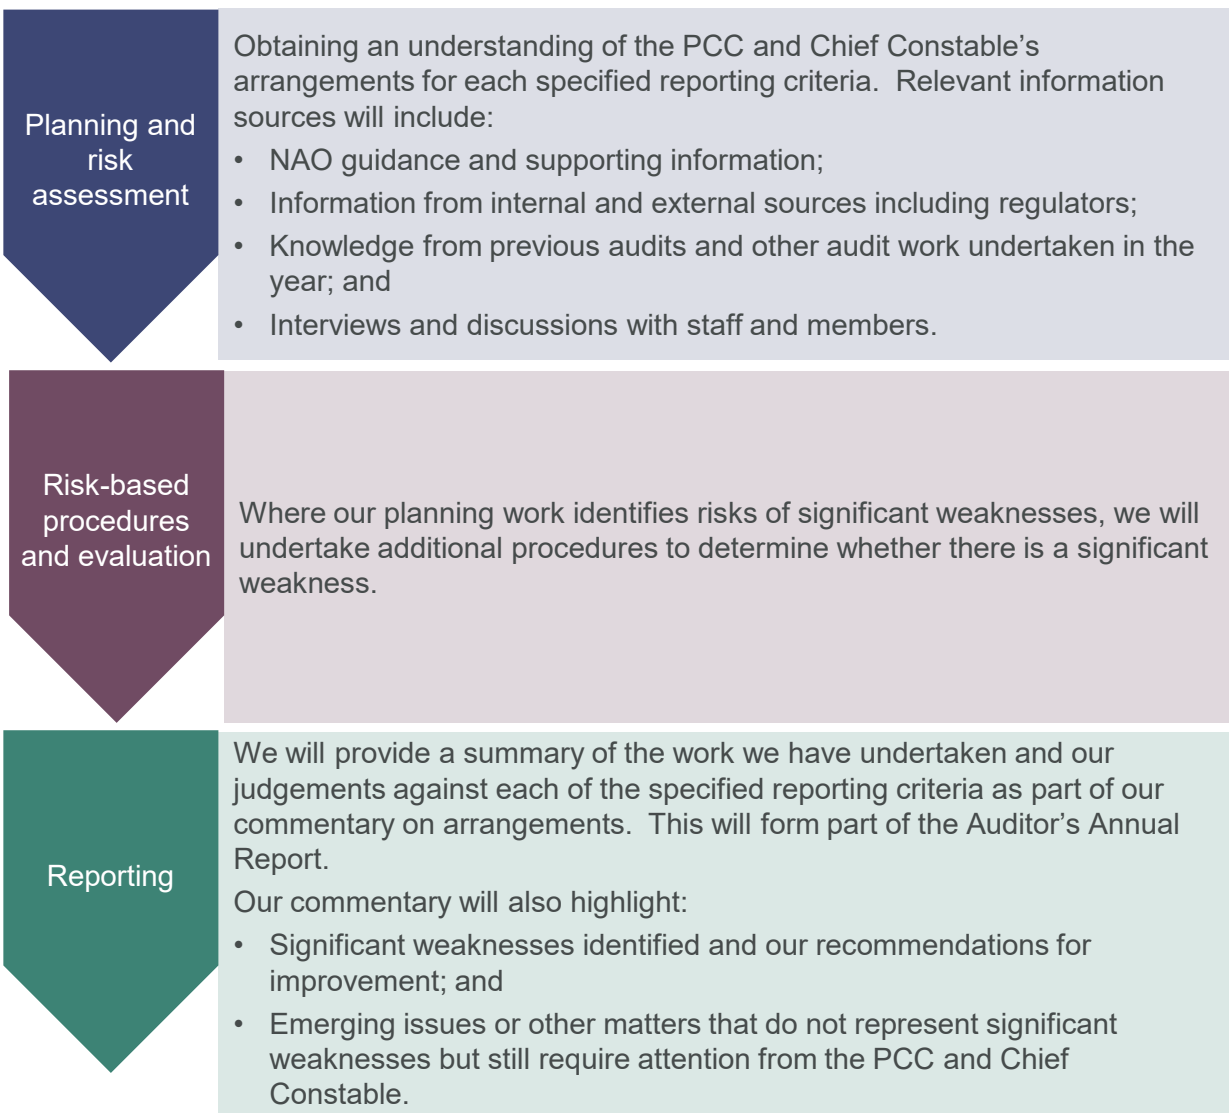 Planning and
risk
assessment
Obtaining an understanding of the PCC and Chief Constable’s
arrangements for each specified reporting criteria.  Relevant information
sources will include:
• NAO guidance and supporting information;
• Information from internal and external sources including regulators;
• Knowledge from previous audits and other audit work undertaken in the
year; and
• Interviews and discussions with staff and members.
Risk-based
procedures
and evaluation
Where our planning work identifies risks of significant weaknesses, we will
undertake additional procedures to determine whether there is a significant
weakness.
Reporting
We will provide a summary of the work we have undertaken and our
judgements against each of the specified reporting criteria as part of our
commentary on arrangements.  This will form part of the Auditor’s Annual
Report.
Our commentary will also highlight:
• Significant weaknesses identified and our recommendations for
improvement; and
• Emerging issues or other matters that do not represent significant
weaknesses but still require attention from the PCC and Chief
Constable.